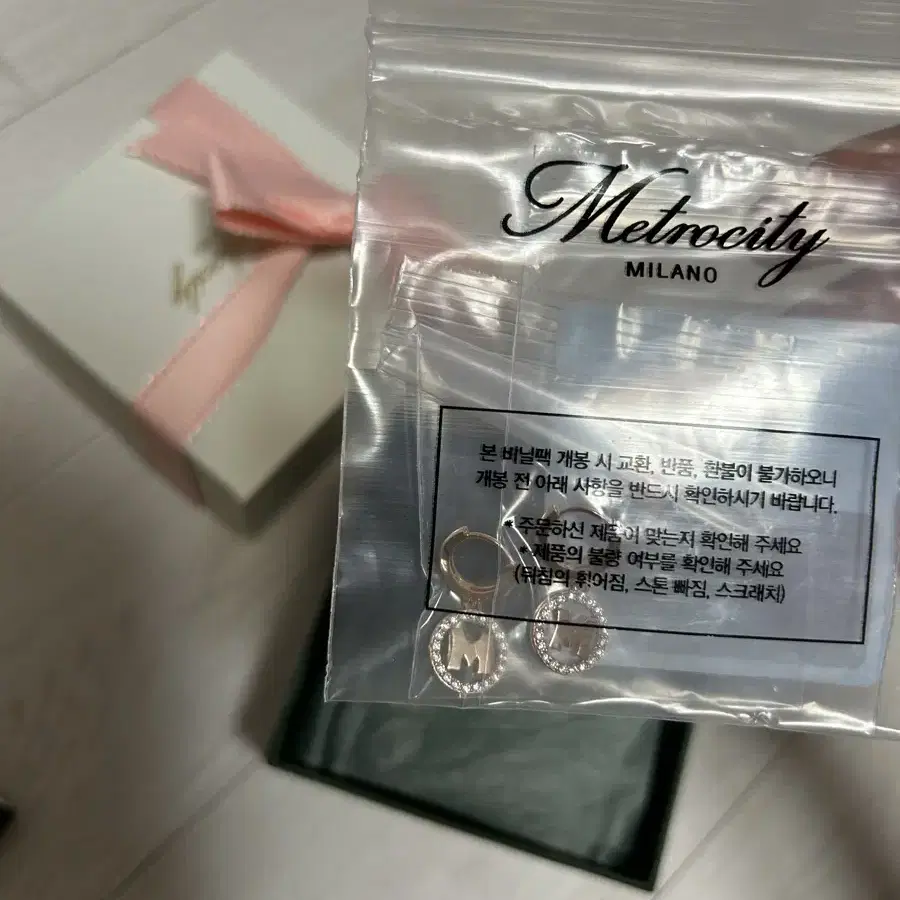 Metrocity
MILANO
본 비닐팩 개봉 시 교환, 반품, 환불이 불가하오니
개봉 전 아래 사항을 반드시 확인하시기 바랍니다.
* 주문하신 제품이 맞는지 확인해 주세요
* 제품의 불량 여부를 확인해 주세요
(뒤침의 휘어짐, 스톤 빠짐, 스크래치)
M M